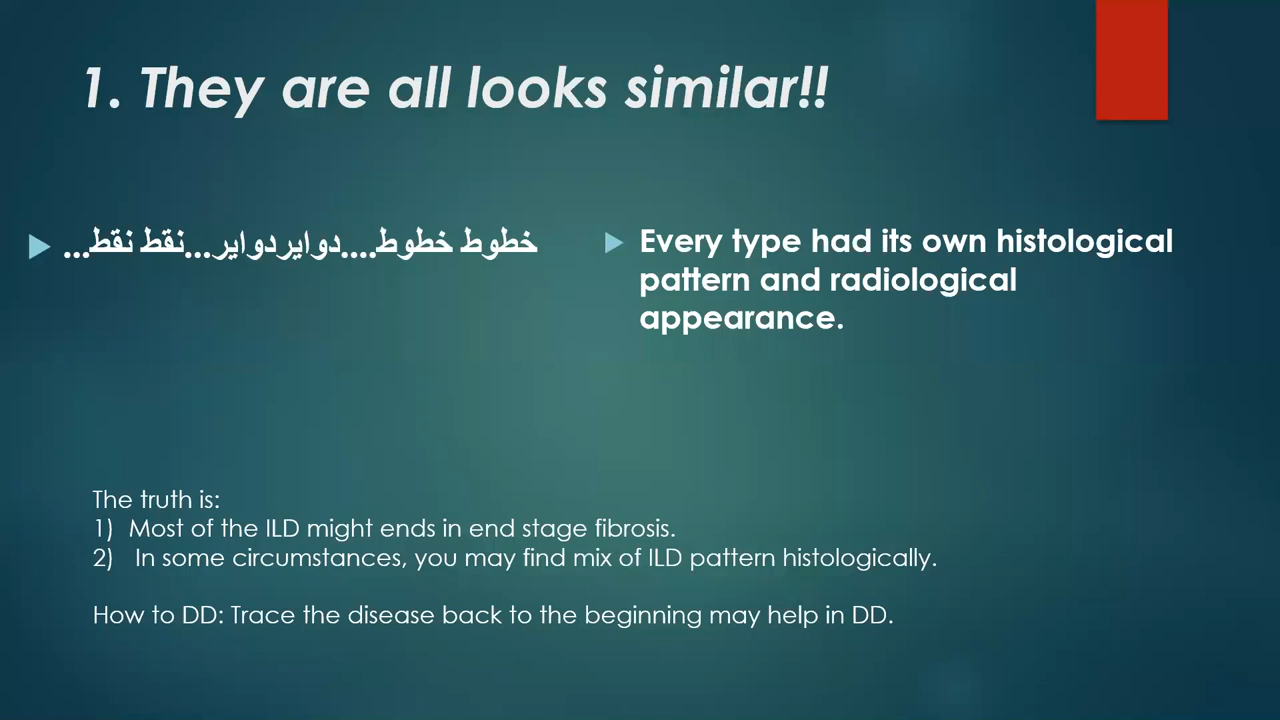 1. They are all looks similar!!
خطوط خطوط....دوايردواير...نقط نقط...
Every type had its own histological
pattern and radiological
appearance.
The truth is:
1) Most of the ILD might ends in end stage fibrosis.
2) In some circumstances, you may find mix of ILD pattern histologically.
How to DD: Trace the disease back to the beginning may help in DD.